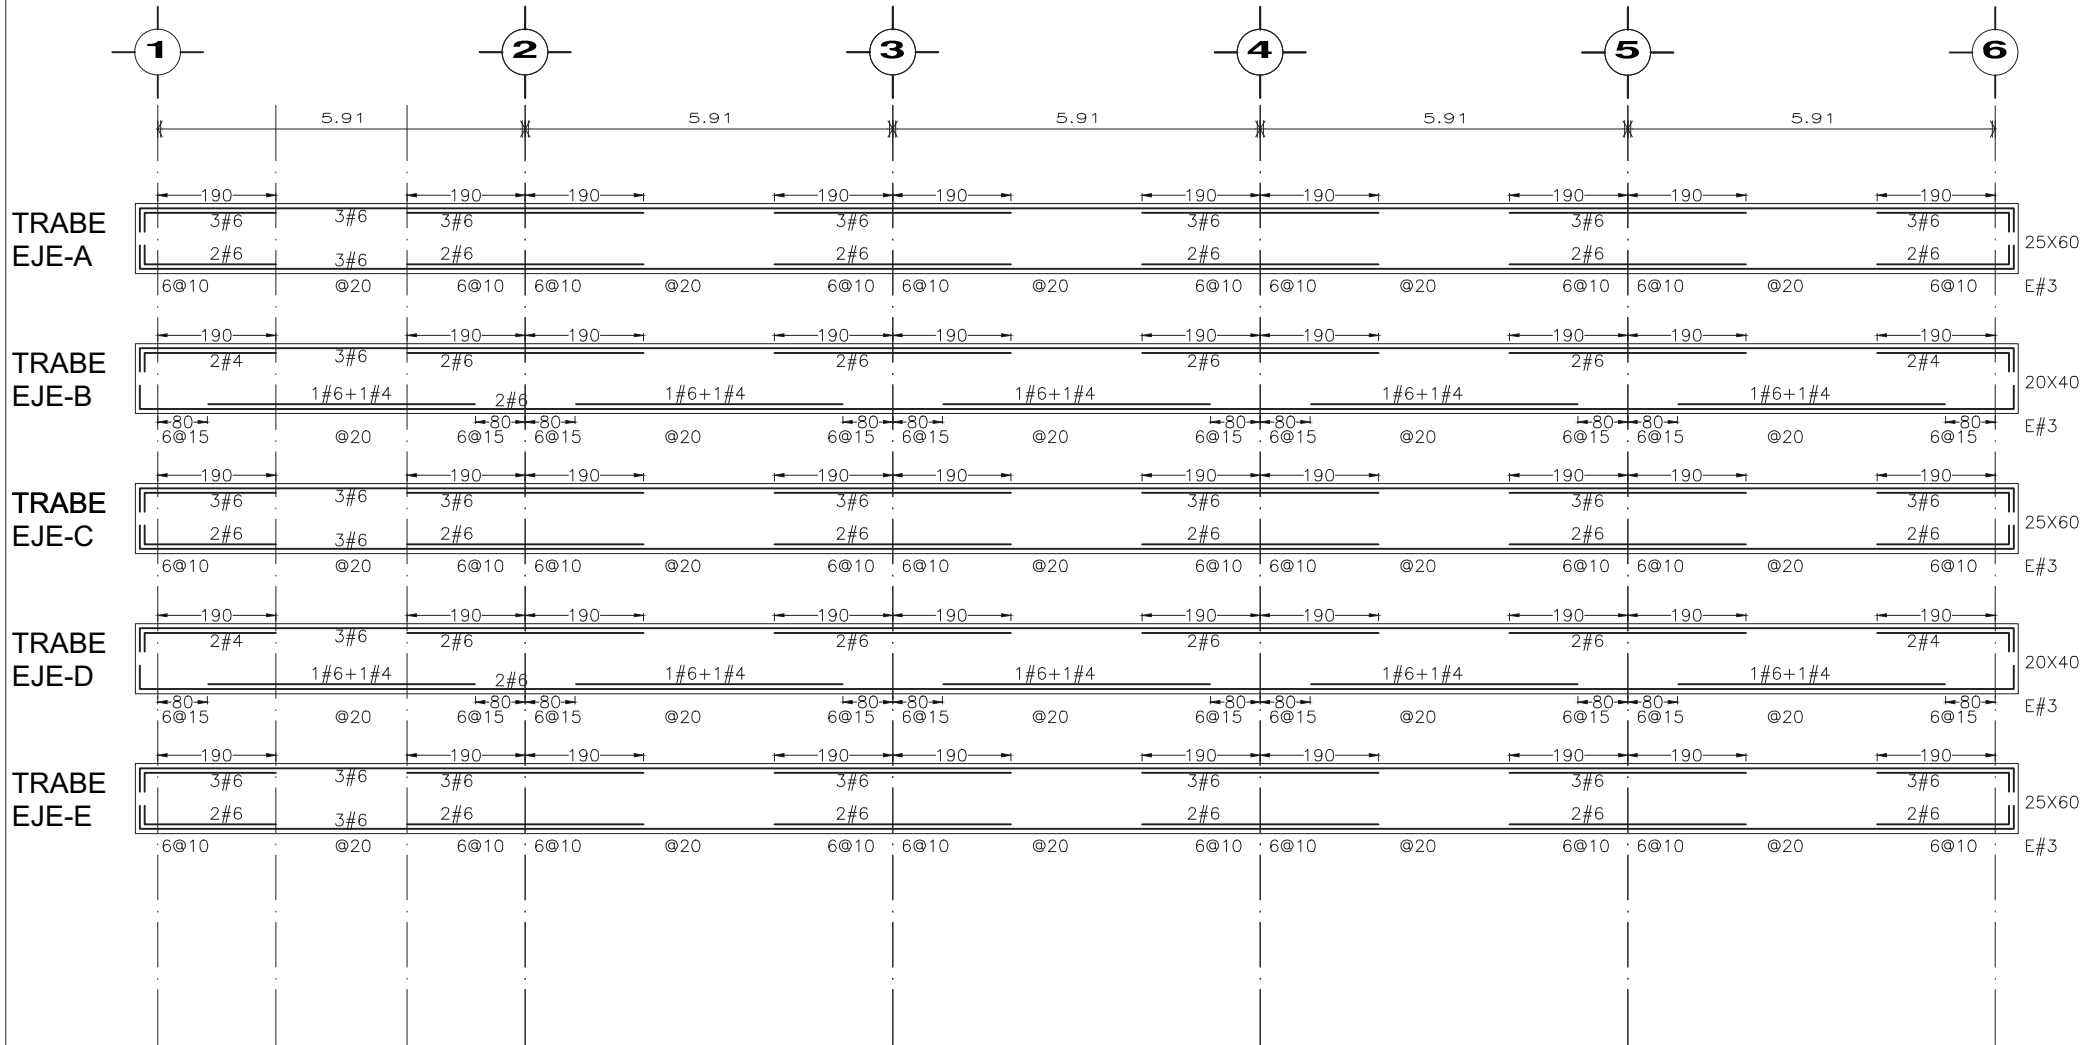 1 2 3 4 5 6
5.91 5.91 5.91 5.91 5.91
190 190 190 190 190 190 190 190 190 190
TRABE
EJE-A
3#6 3#6 3#6 3#6 3#6 3#6 3#6
2#6 3#6 2#6 2#6 2#6 2#6 2#6
25X60
6@10 @20 6@10 6@10 @20 6@10 6@10 @20 6@10 6@10 @20 6@10 6@10 @20 6@10 E#3
190 190 190 190 190 190 190 190 190 190
TRABE
EJE-B
2#4 3#6 2#6 2#6 2#6 2#6 2#4
1#6+1#4 2#6 1#6+1#4 1#6+1#4 1#6+1#4 1#6+1#4
20X40
80 80 80 80 80 80 80 80 80 80
6@15 @20 6@15 6@15 @20 6@15 6@15 @20 6@15 6@15 @20 6@15 6@15 @20 6@15 E#3
190 190 190 190 190 190 190 190 190 190
TRABE
EJE-C
3#6 3#6 3#6 3#6 3#6 3#6 3#6
2#6 3#6 2#6 2#6 2#6 2#6 2#6
25X60
6@10 @20 6@10 6@10 @20 6@10 6@10 @20 6@10 6@10 @20 6@10 6@10 @20 6@10 E#3
190 190 190 190 190 190 190 190 190 190
TRABE
EJE-D
2#4 3#6 2#6 2#6 2#6 2#6 2#4
1#6+1#4 2#6 1#6+1#4 1#6+1#4 1#6+1#4 1#6+1#4
20X40
80 80 80 80 80 80 80 80 80 80
6@15 @20 6@15 6@15 @20 6@15 6@15 @20 6@15 6@15 @20 6@15 6@15 @20 6@15 E#3
190 190 190 190 190 190 190 190 190 190
TRABE
EJE-E
3#6 3#6 3#6 3#6 3#6 3#6 3#6
2#6 3#6 2#6 2#6 2#6 2#6 2#6
25X60
6@10 @20 6@10 6@10 @20 6@10 6@10 @20 6@10 6@10 @20 6@10 6@10 @20 6@10 E#3